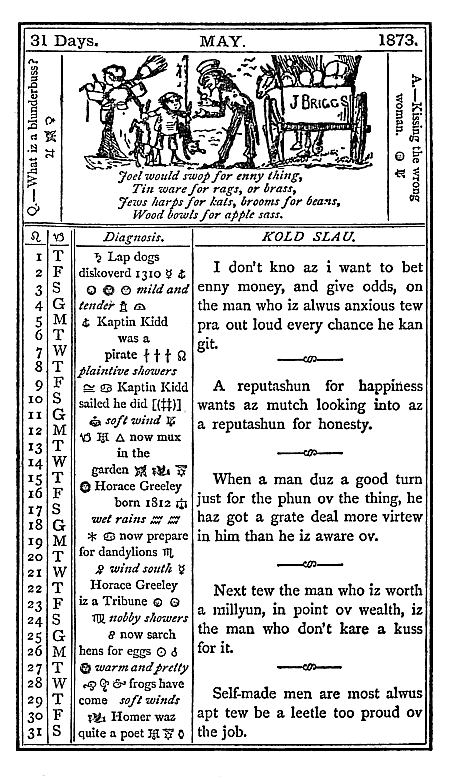 31 Days. MAY. 1873.
Q.—What iz a blunderbuss?
J BRIGGS
A.—Kissing the wrong
woman.
Joel would swop for enny thing,
Tin ware for rags, or brass,
Jews harps for kats, brooms for beans,
Wood bowls for apple sass.
♌ ♑ Diagnosis. KOLD SLAU.
1 T
2 F
3 S
4 G
5 M
6 T
7 W
8 T
9 F
10 S
11 G
12 M
13 T
14 W
15 T
16 F
17 S
18 G
19 M
20 T
21 W
22 T
23 F
24 S
25 G
26 M
27 T
28 W
29 T
30 F
31 S
Lap dogs
diskoverd 1310
mild and
tender
Kaptin Kidd
was a
pirate † † † ☊
plaintive showers
Kaptin Kidd
sailed he did [(‡‡)]
soft wind
now mux
in the
garden
Horace Greeley
born 1812
wet rains
now prepare
for dandylions ♏
wind south ☿
Horace Greeley
iz a Tribune ☉ ☉
♏ nobby showers
now sarch
hens for eggs
warm and pretty
frogs have
come soft winds
Homer waz
quite a poet
I don't kno az i want to bet
enny money, and give odds, on
the man who iz alwus anxious tew
pra out loud every chance he kan
git.
A reputashun for happiness
wants az mutch looking into az
a reputashun for honesty.
When a man duz a good turn
just for the phun ov the thing, he
haz got a grate deal more virtew
in him than he iz aware ov.
Next tew the man who iz worth
a millyun, in point ov wealth, iz
the man who don't kare a kuss
for it.
Self-made men are most alwus
apt tew be a leetle too proud ov
the job.